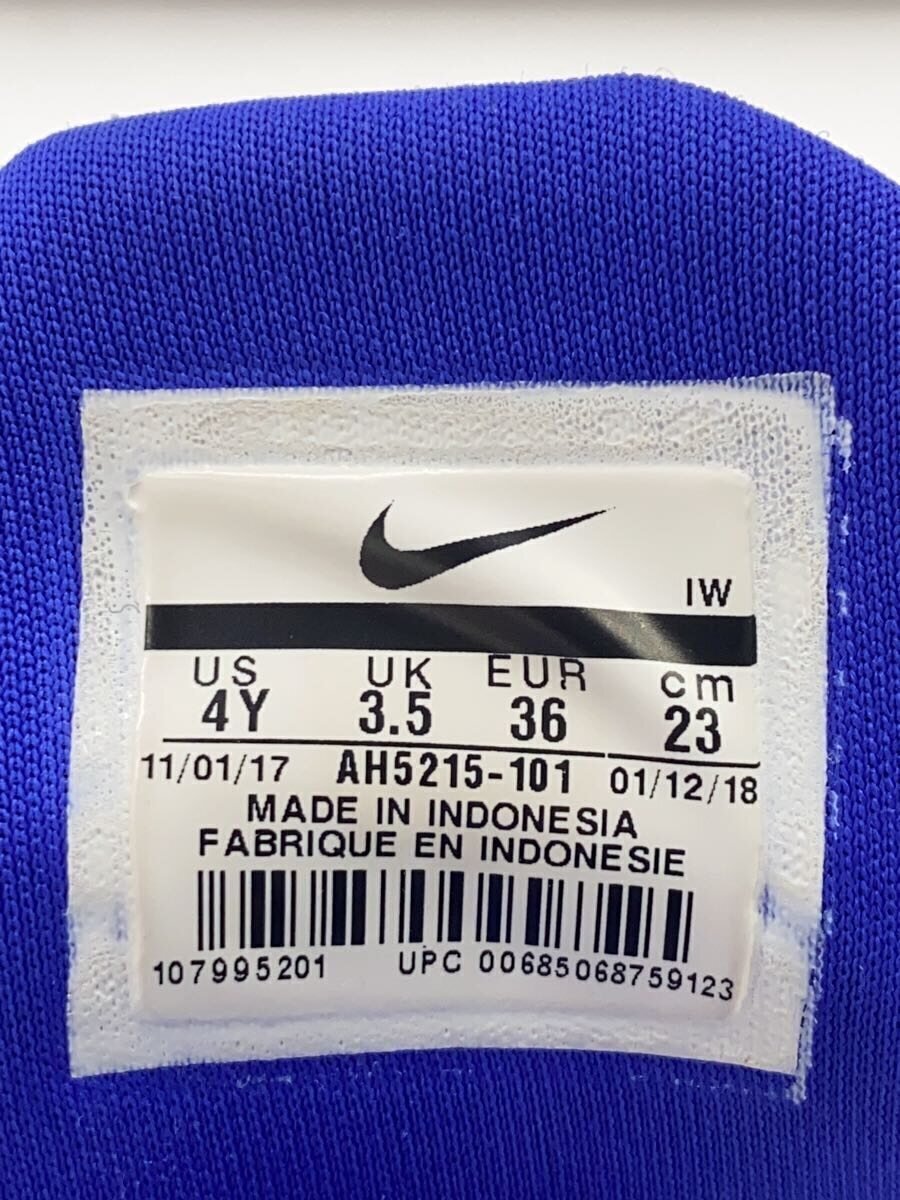 IW
US UK EUR cm
4Y 3.5 36 23
11/01/17 AH5215-101 01/12/18
MADE IN INDONESIA
FABRIQUE EN INDONESIE
107995201 UPC 00685068759123